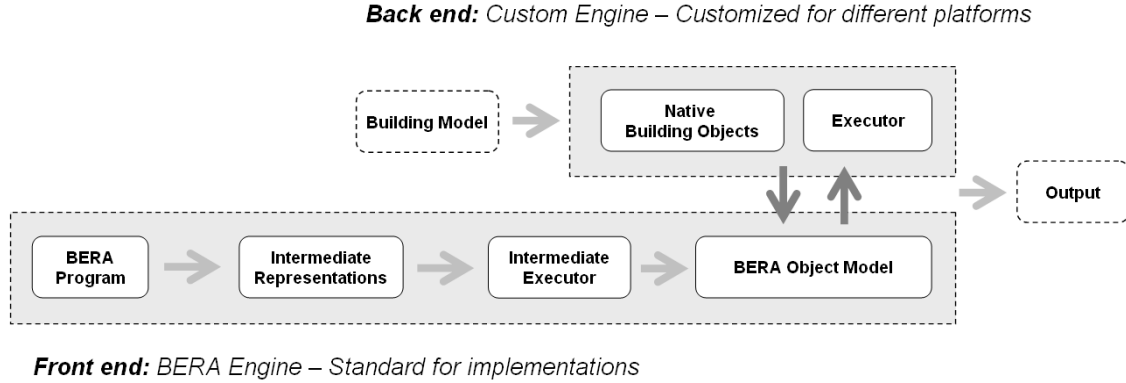 Back end: Custom Engine – Customized for different platforms
Native
Building Objects
Executor
Building Model
Output
BERA
Program
Intermediate
Representations
Intermediate
Executor
BERA Object Model
Front end: BERA Engine – Standard for implementations